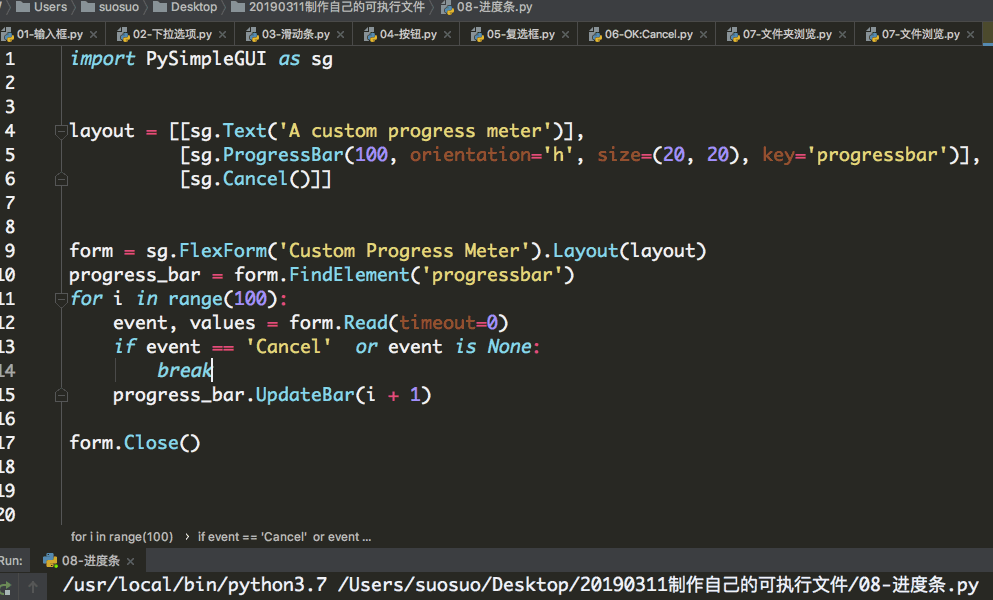 Users suosuo Desktop 20190311制作自己的可执行文件 08-进度条.py
01-输入框.py 02-下拉选项.py 03-滑动条.py 04-按钮.py 05-复选框.py 06-OK:Cancel.py 07-文件夹浏览.py 07-文件浏览.py
1 import PySimpleGUI as sg
2
3
4 layout = [[sg.Text('A custom progress meter')],
5 [sg.ProgressBar(100, orientation='h', size=(20, 20), key='progressbar')],
6 [sg.Cancel()]]
7
8
9 form = sg.FlexForm('Custom Progress Meter').Layout(layout)
10 progress_bar = form.FindElement('progressbar')
11 for i in range(100):
12 event, values = form.Read(timeout=0)
13 if event == 'Cancel'  or event is None:
14 break
15 progress_bar.UpdateBar(i + 1)
16
17 form.Close()
18
19
20
for i in range(100) › if event == 'Cancel'  or event ...
Run: 08-进度条
/usr/local/bin/python3.7 /Users/suosuo/Desktop/20190311制作自己的可执行文件/08-进度条.py